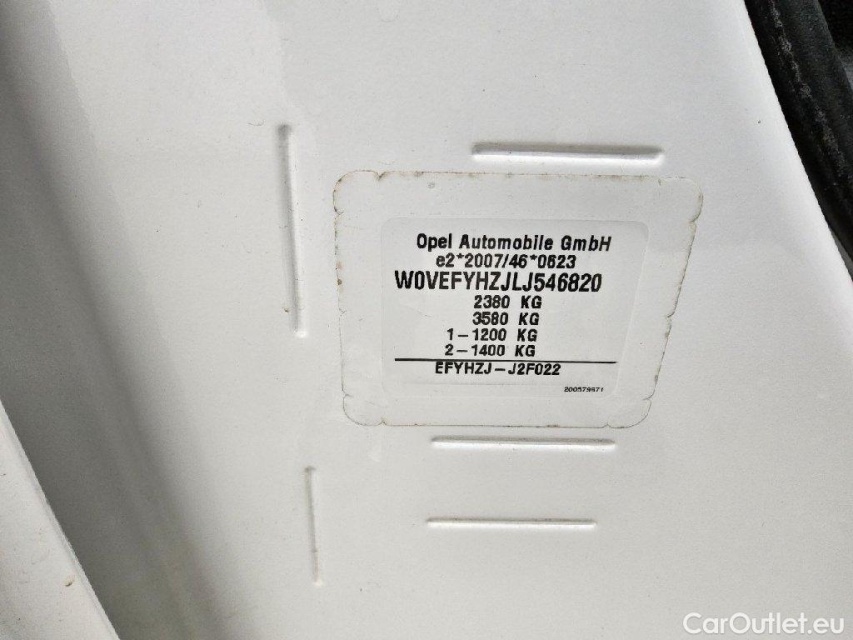 Opel Automobile GmbH
e2*2007/46*0623
W0VEFYHZJLJ546820
2380 KG
3580 KG
1-1200 KG
2-1400 KG
EFYHZJ-J2F022
200579671
CarOutlet.eu